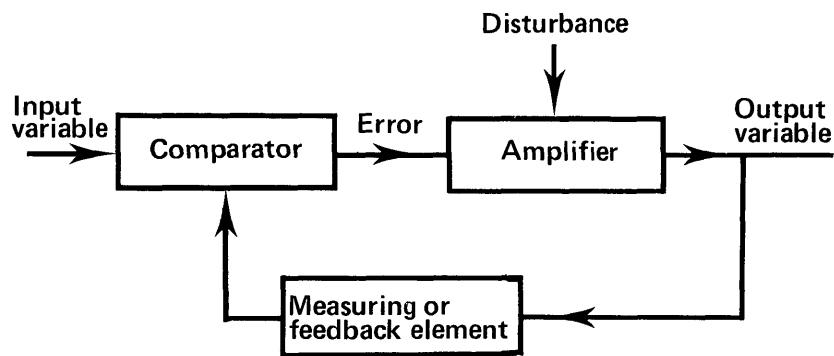 Disturbance
Input
variable
Comparator
Error
Amplifier
Output
variable
Measuring or
feedback element